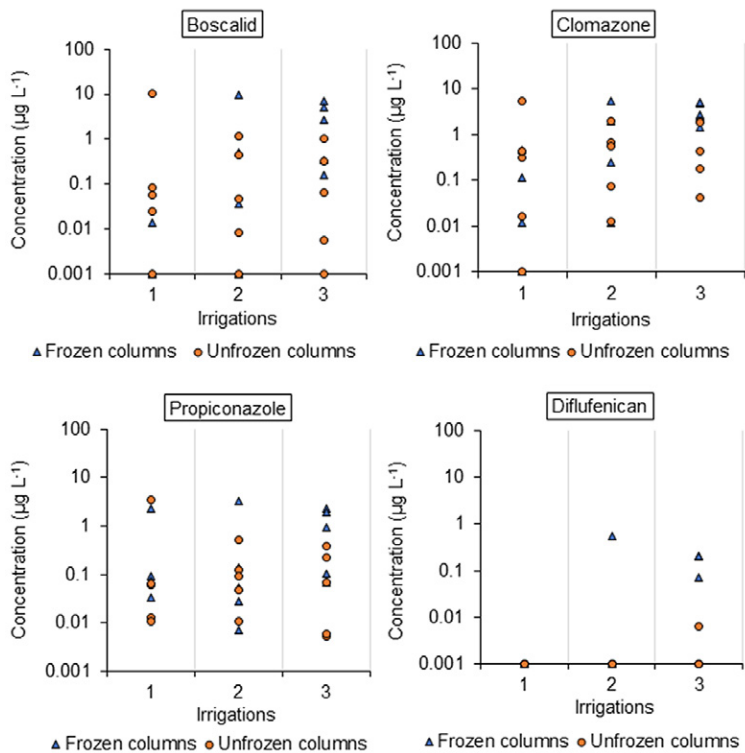 Boscalid
Concentration (µg L-1)
100
10
1
0.1
0.01
0.001
1 2 3
Irrigations
Frozen columns Unfrozen columns
Clomazone
Concentration (µg L-1)
100
10
1
0.1
0.01
0.001
1 2 3
Irrigations
Frozen columns Unfrozen columns
Propiconazole
Concentration (µg L-1)
100
10
1
0.1
0.01
0.001
1 2 3
Irrigations
Frozen columns Unfrozen columns
Diflufenican
Concentration (µg L-1)
100
10
1
0.1
0.01
0.001
1 2 3
Irrigations
Frozen columns Unfrozen columns